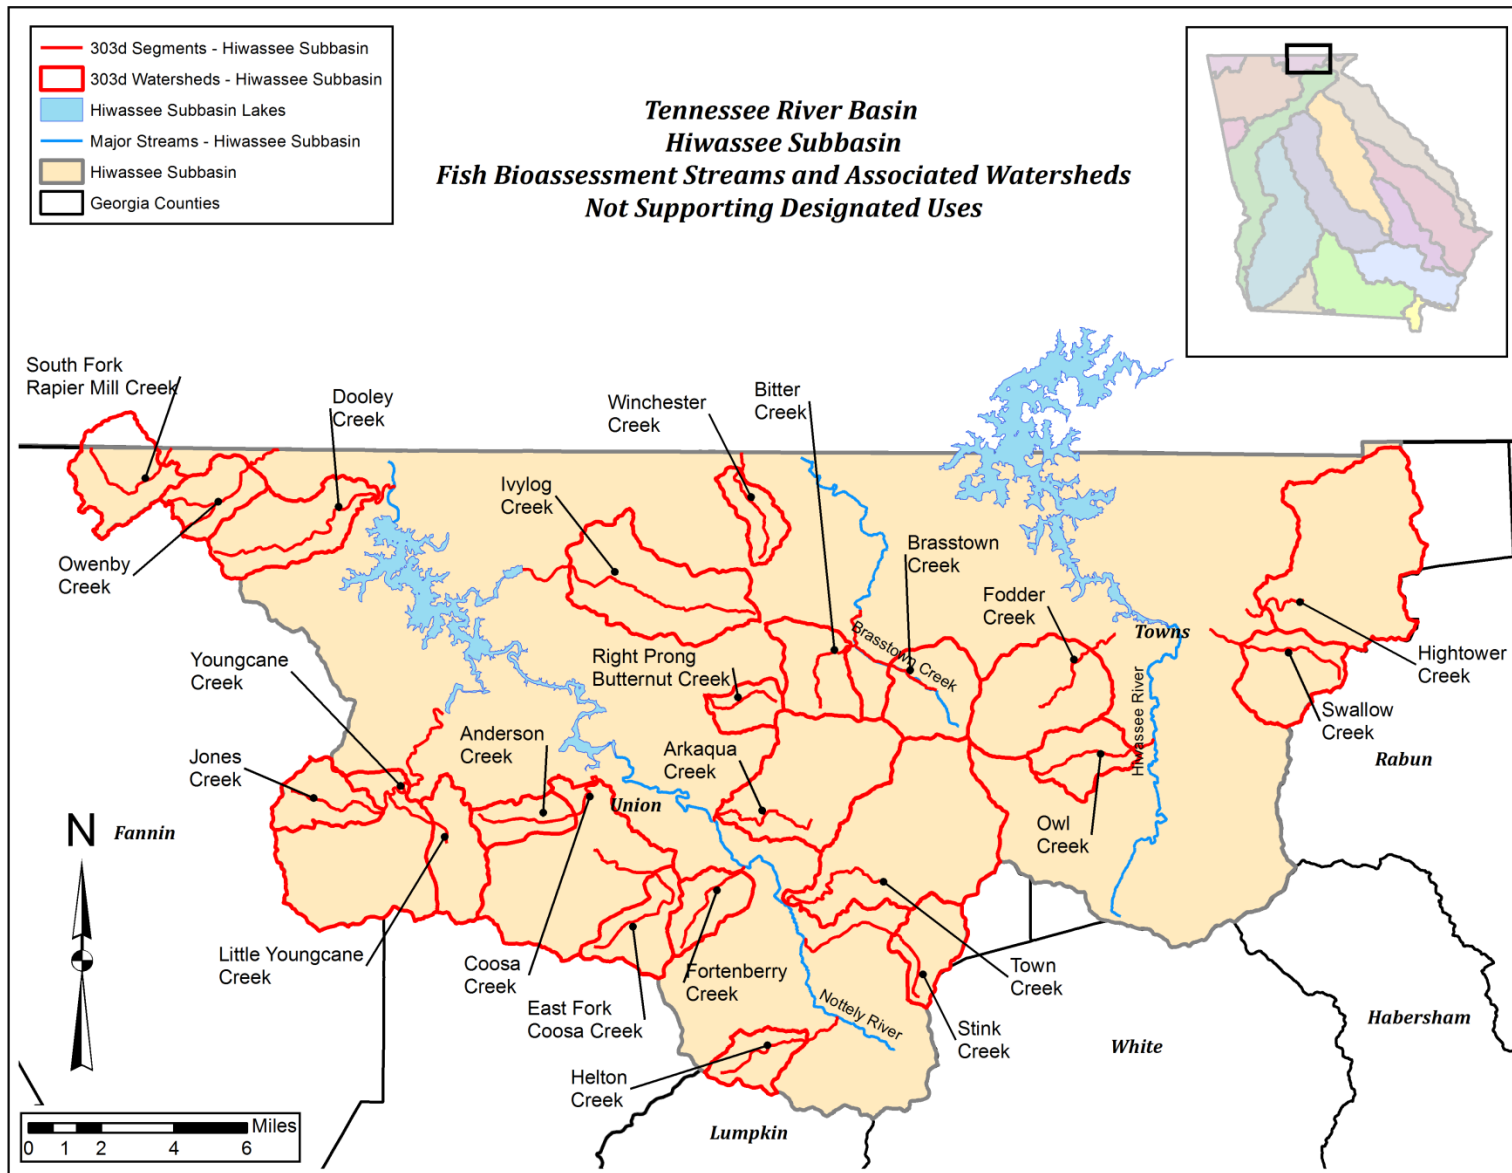 303d Segments - Hiwassee Subbasin
303d Watersheds - Hiwassee Subbasin
Hiwassee Subbasin Lakes
Major Streams - Hiwassee Subbasin
Hiwassee Subbasin
Georgia Counties
Tennessee River Basin
Hiwassee Subbasin
Fish Bioassessment Streams and Associated Watersheds
Not Supporting Designated Uses
South Fork
Rapier Mill Creek
Dooley
Creek
Winchester
Creek
Bitter
Creek
Ivylog
Creek
Owenby
Creek
Brasstown
Creek
Fodder
Creek
Towns
Brasstown Creek
Youngcane
Creek
Right Prong
Butternut Creek
Hightower
Creek
Swallow
Creek
Hiwassee River
Rabun
Jones
Creek
Anderson
Creek
Arkaqua
Creek
Union
Owl
Creek
N
Fannin
Little Youngcane
Creek
Coosa
Creek
East Fork
Coosa Creek
Fortenberry
Creek
Nottely River
Town
Creek
Stink
Creek
Habersham
White
Helton
Creek
Lumpkin
Miles
0 1 2 4 6